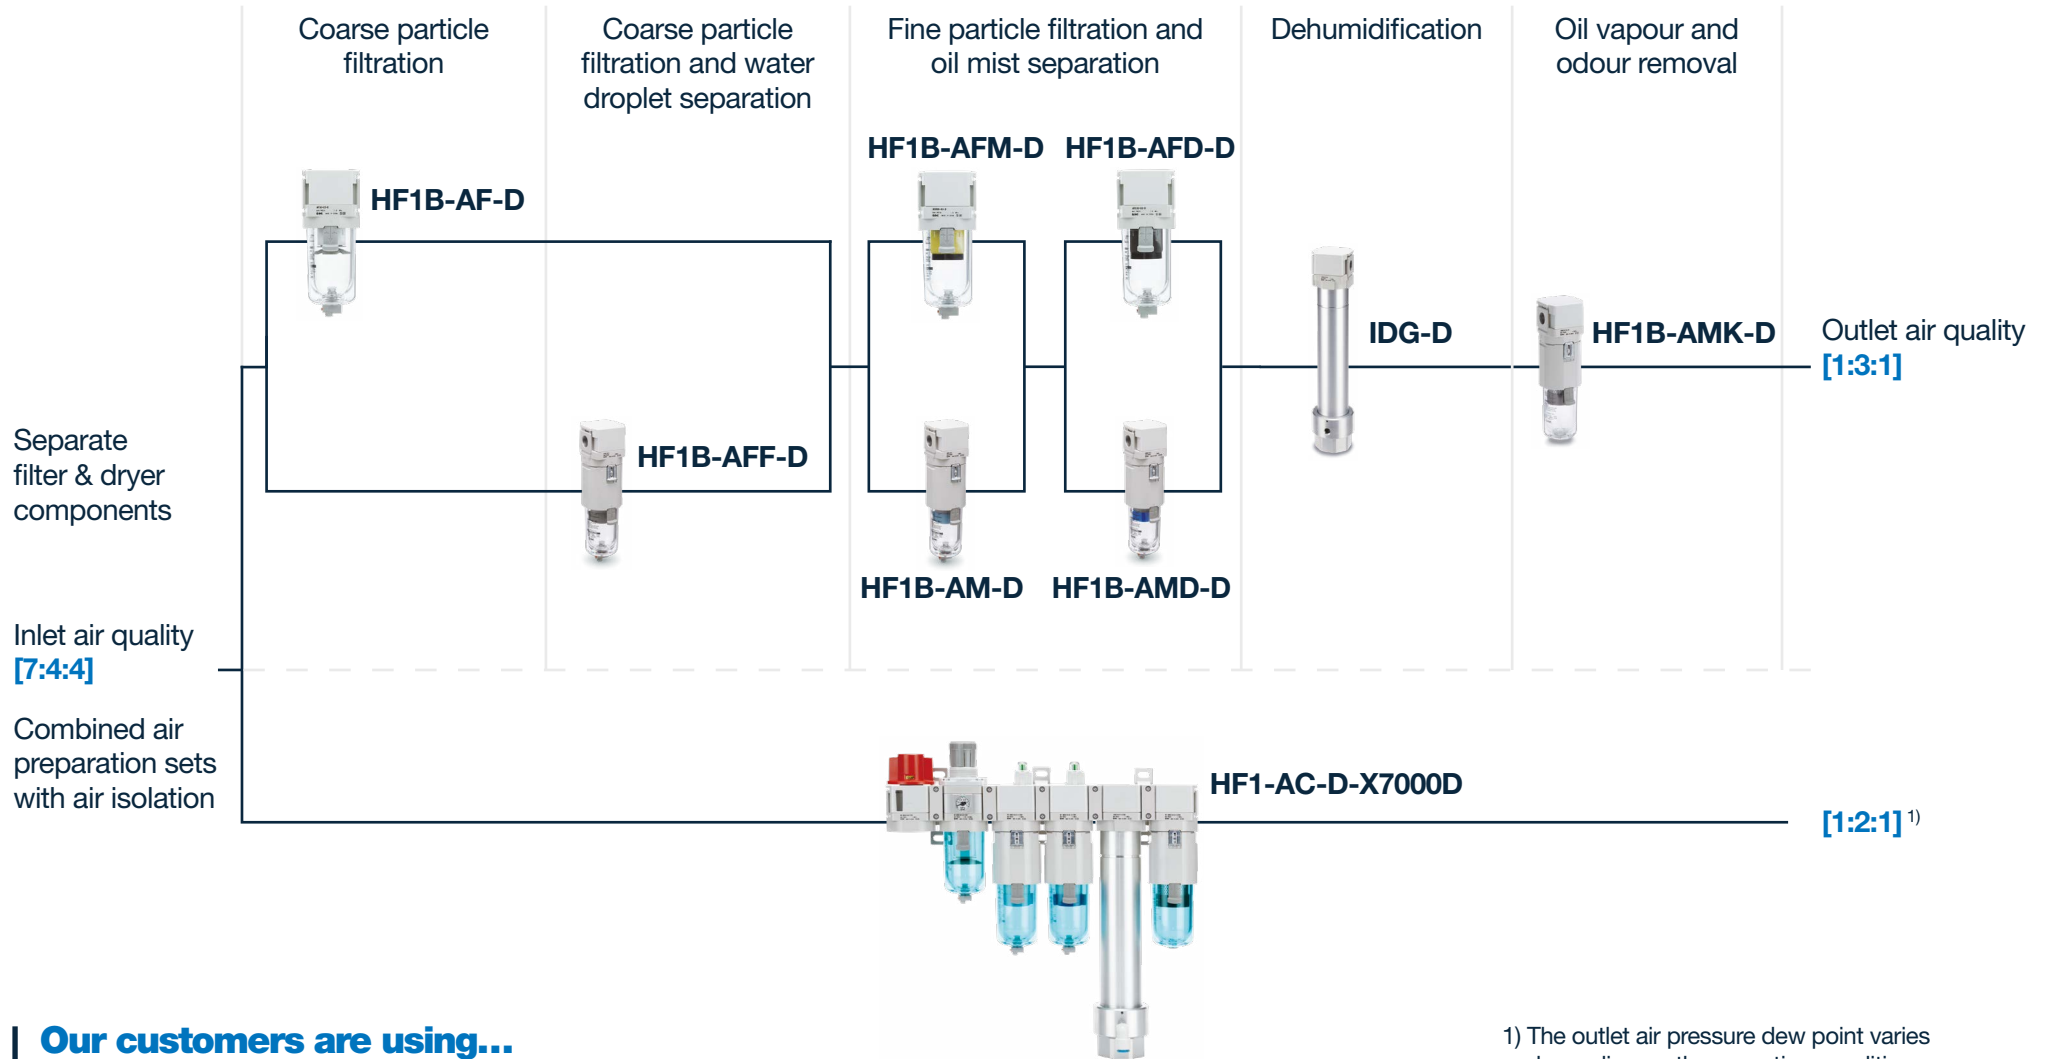 Coarse particle
filtration
Coarse particle
filtration and water
droplet separation
Fine particle filtration and
oil mist separation
Dehumidification
Oil vapour and
odour removal
HF1B-AFM-D
HF1B-AFD-D
HF1B-AF-D
IDG-D
HF1B-AMK-D
Outlet air quality
[1:3:1]
Separate
filter & dryer
components
HF1B-AFF-D
HF1B-AM-D
HF1B-AMD-D
Inlet air quality
[7:4:4]
Combined air
preparation sets
with air isolation
HF1-AC-D-X7000D
[1:2:1] 1)
Our customers are using...
1) The outlet air pressure dew point varies